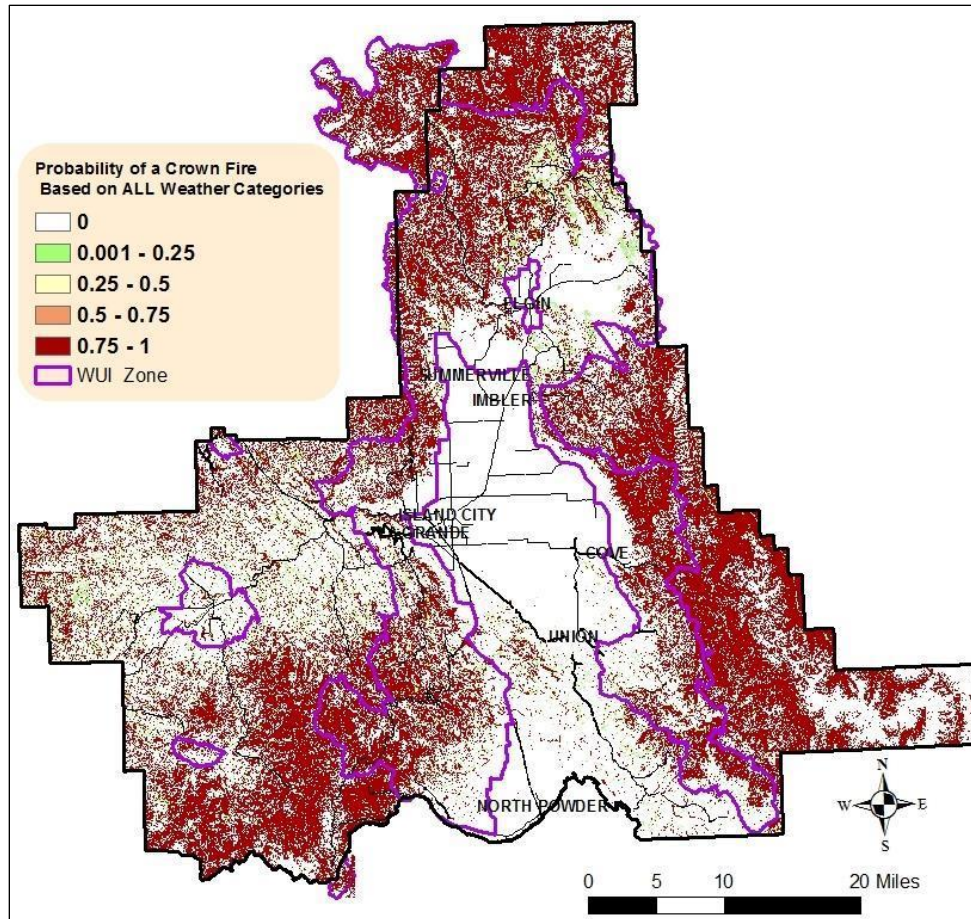 Probability of a Crown Fire
Based on ALL Weather Categories
0
0.001 - 0.25
0.25 - 0.5
0.5 - 0.75
0.75 - 1
WUI Zone
ELGIN
SUMMERVILLE
IMBLER
ISLAND CITY
LA GRANDE
COVE
UNION
NORTH POWDER
N
W E
S
0 5 10 20 Miles